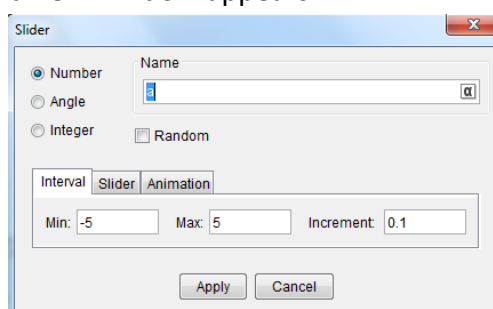 Slider
Number
Name
a α
Angle
Integer
Random
Interval Slider Animation
Min: -5 Max: 5 Increment: 0.1
Apply Cancel